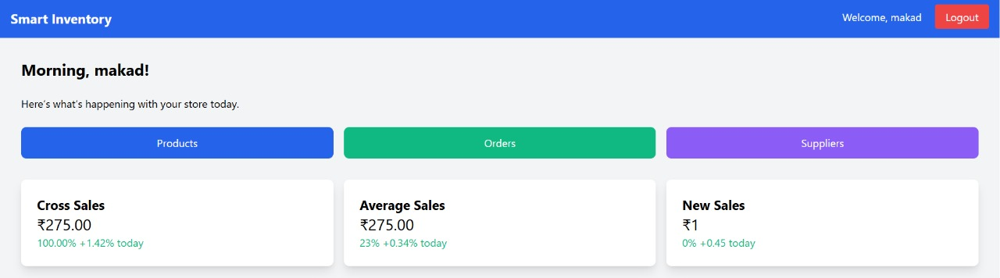 Smart Inventory
Welcome, makad
Logout
Morning, makad!
Here's what's happening with your store today.
Products
Orders
Suppliers
Cross Sales
₹275.00
100.00% +1.42% today
Average Sales
₹275.00
23% +0.34% today
New Sales
₹1
0% +0.45 today